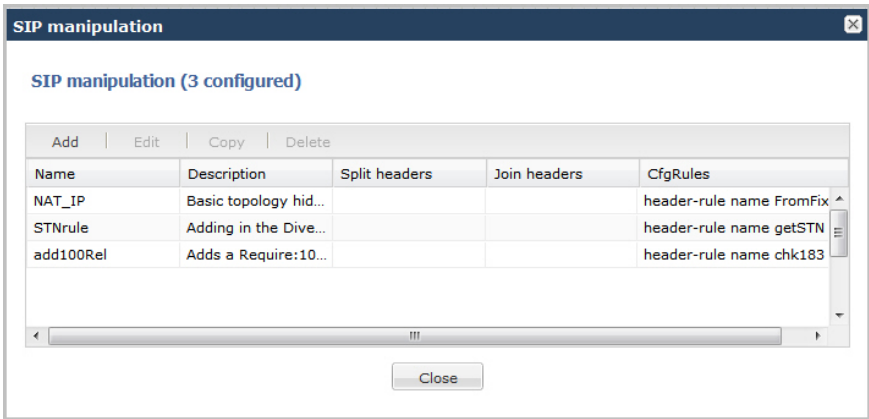 SIP manipulation
SIP manipulation (3 configured)
Add Edit Copy Delete
Name Description Split headers Join headers CfgRules
NAT_IP Basic topology hid... header-rule name FromFix
STNrule Adding in the Dive... header-rule name getSTN
add100Rel Adds a Require:10... header-rule name chk183
Close